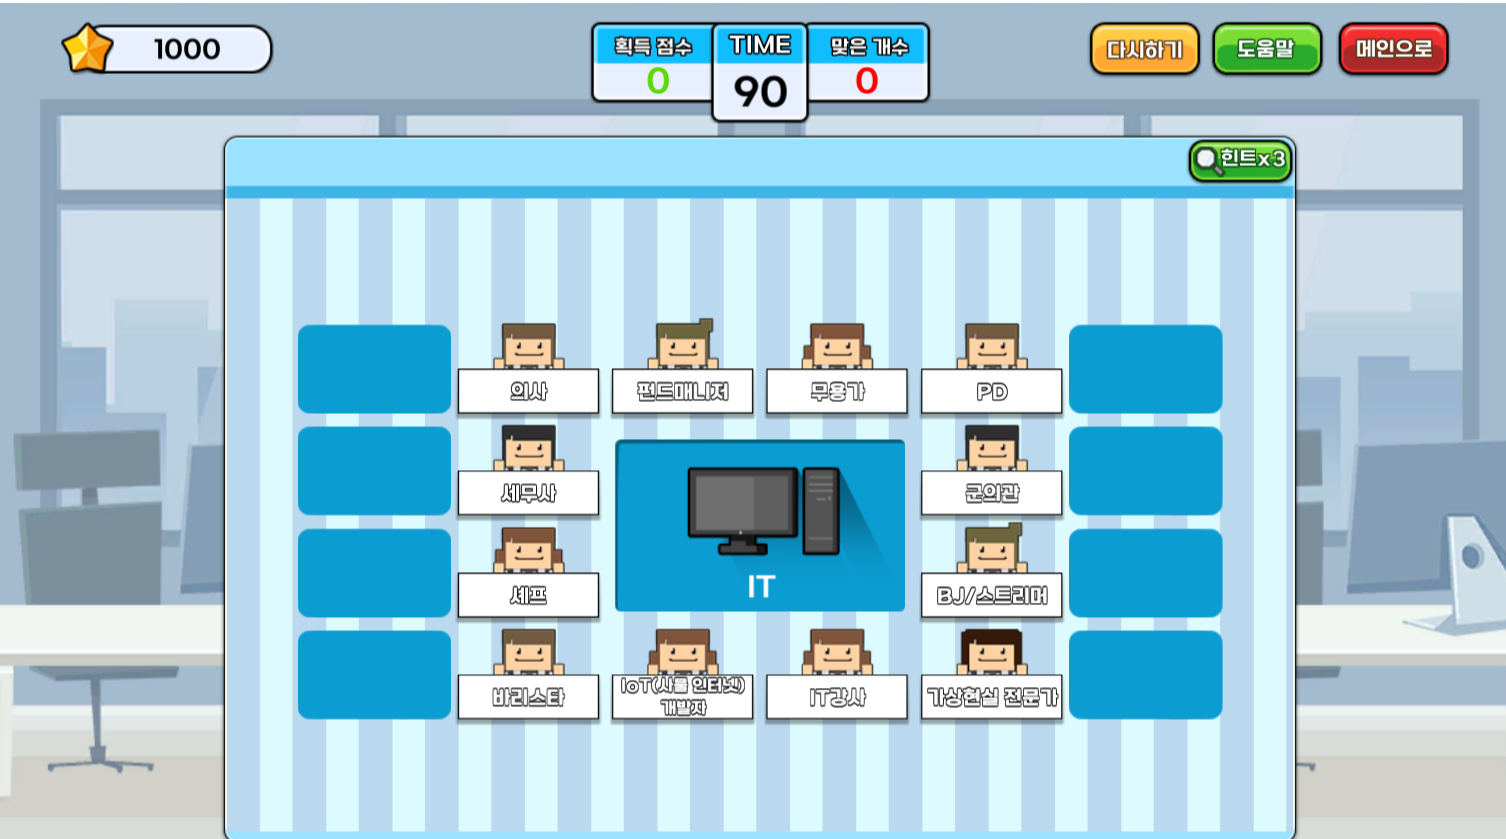 1000
획득 점수
0
TIME
90
맞은 개수
0
다시하기
도움말
메인으로
힌트x3
의사
펀드매니저
무용가
PD
세무사
군의관
IT
셰프
BJ/스트리머
바리스타
IoT(사물 인터넷)
개발자
IT강사
가상현실 전문가